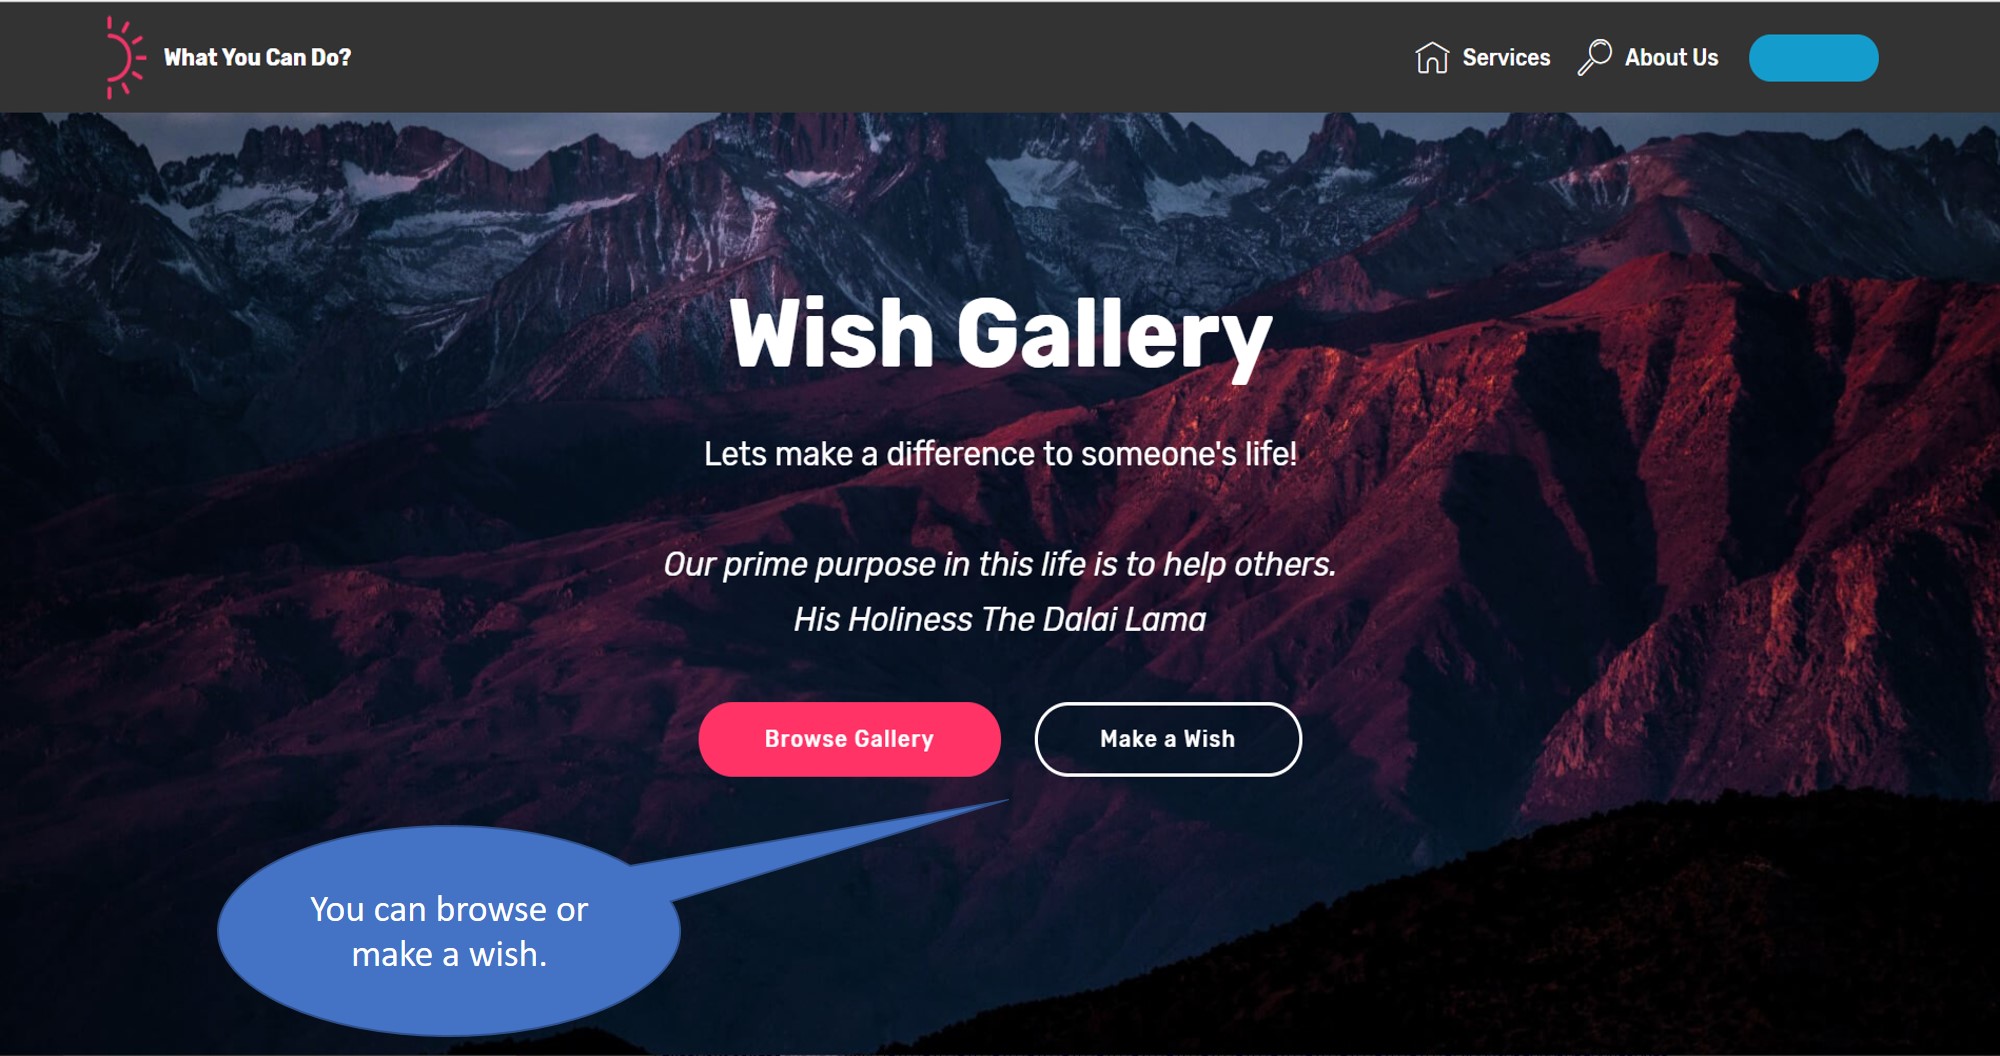 What You Can Do?
Services
About Us
Wish Gallery
Lets make a difference to someone's life!
Our prime purpose in this life is to help others.
His Holiness The Dalai Lama
Browse Gallery
Make a Wish
You can browse or
make a wish.